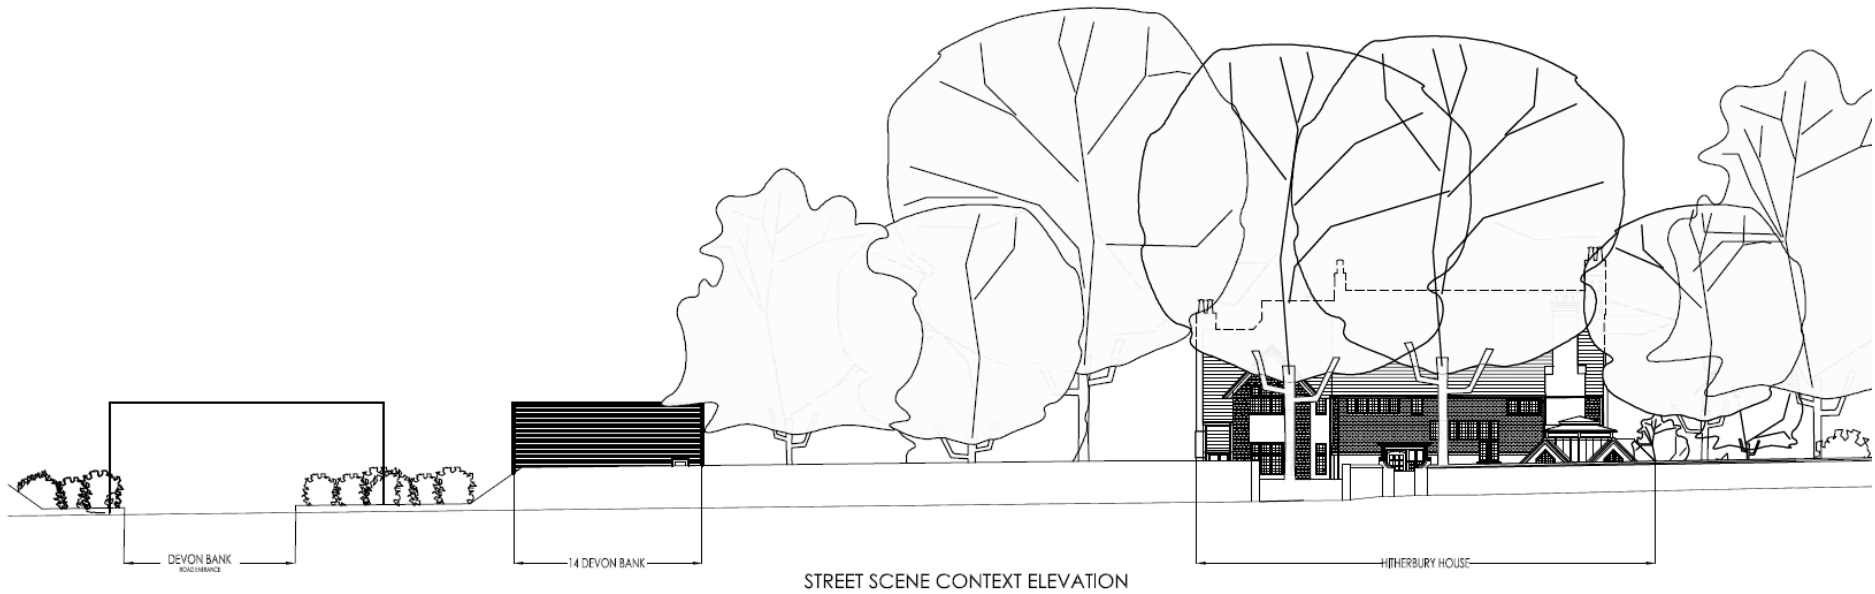 DEVON BANK
ROAD ENTRANCE
14 DEVON BANK
HITHERBURY HOUSE
STREET SCENE CONTEXT ELEVATION